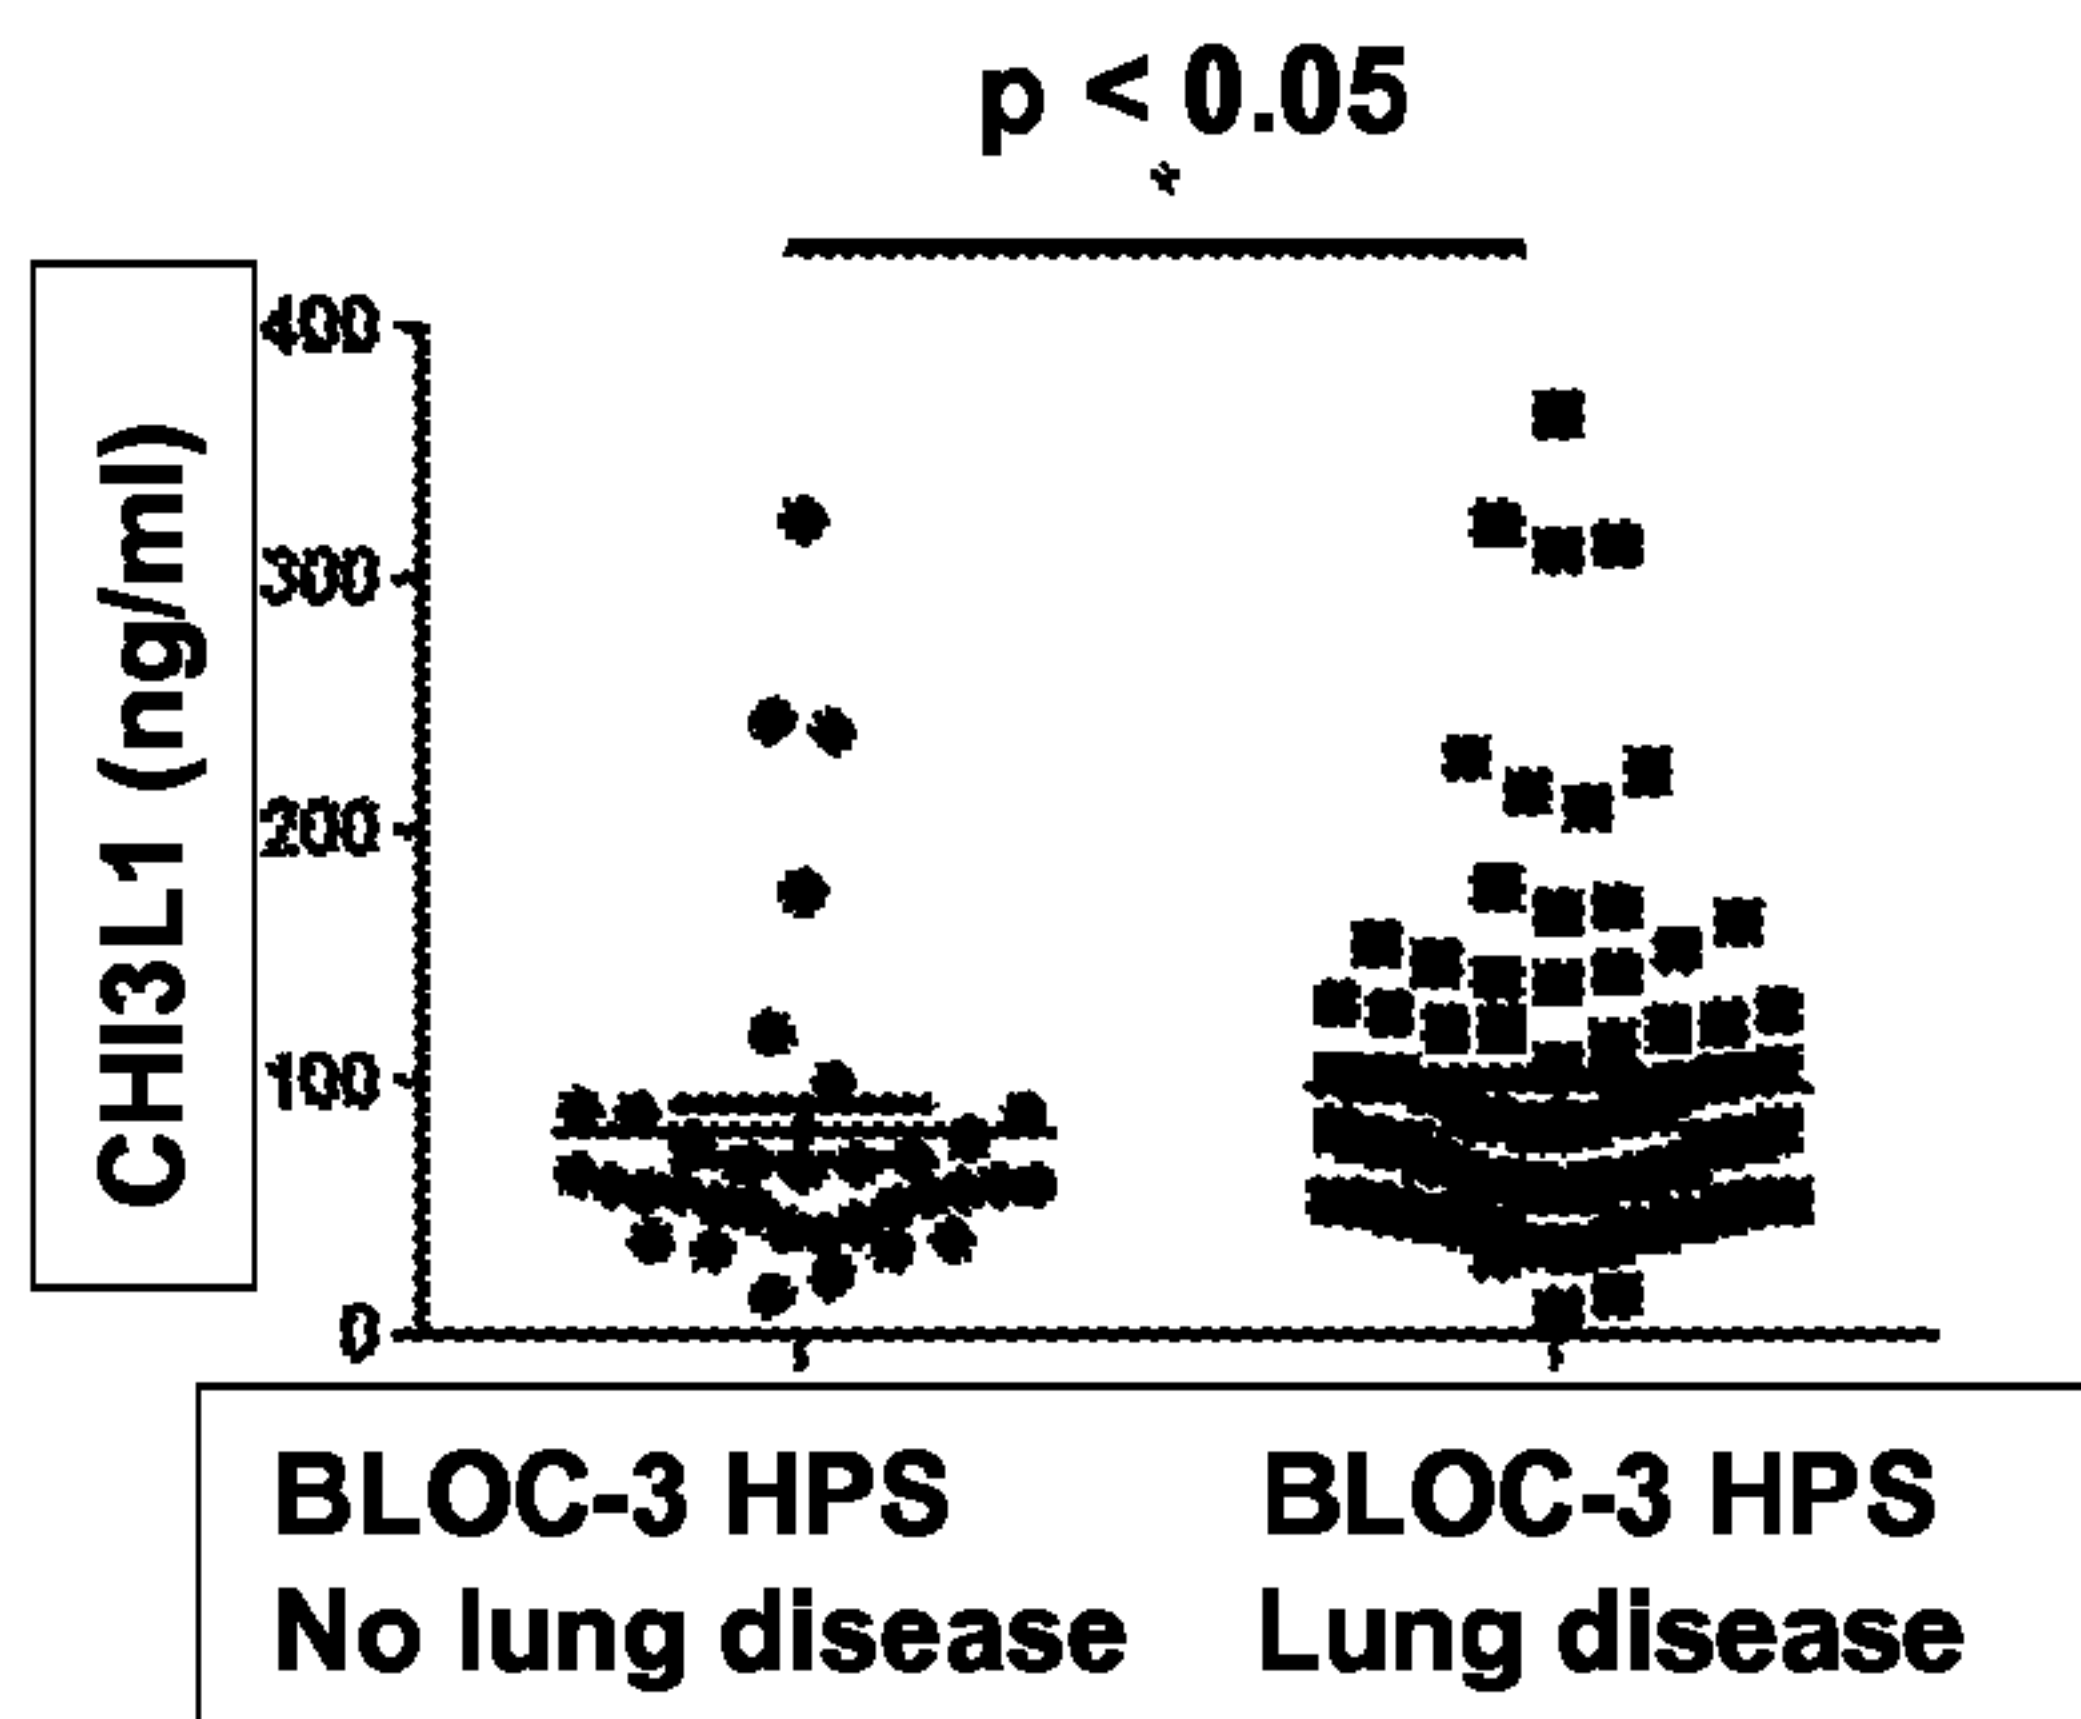 p < 0.05
*
CHI3L1 (ng/ml)
400
300
200
100
0
BLOC-3 HPS
No lung disease
BLOC-3 HPS
Lung disease